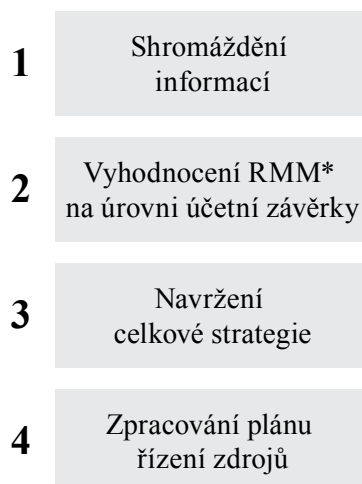 1
Shromáždění
informací
2
Vyhodnocení RMM*
na úrovni účetní závěrky
3
Navržení
celkové strategie
4
Zpracování plánu
řízení zdrojů